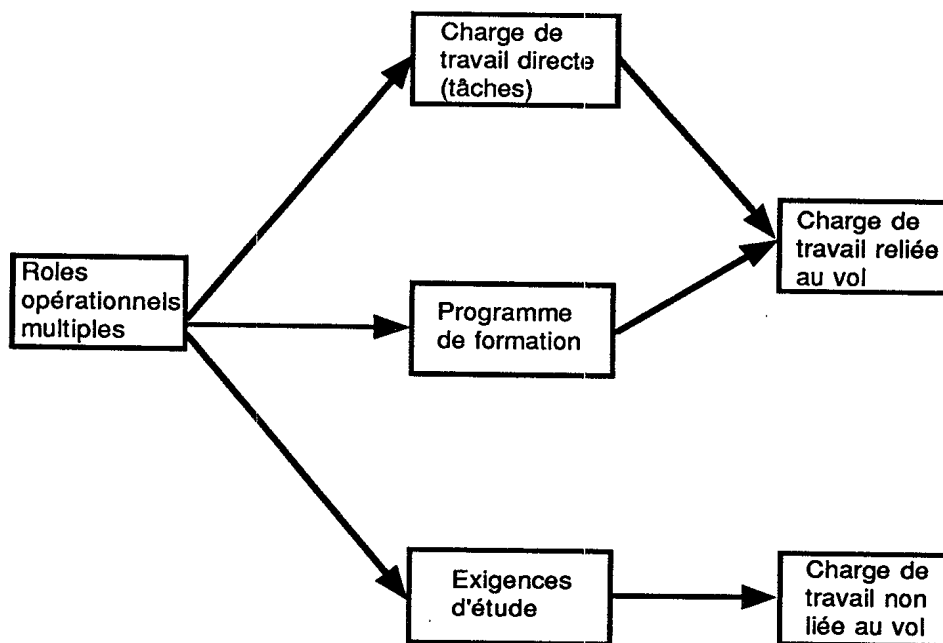 Charge de
travail directe
(tâches)
Charge de
travail reliée
au vol
Roles
opérationnels
multiples
Programme
de formation
Exigences
d'étude
Charge de
travail non
liée au vol